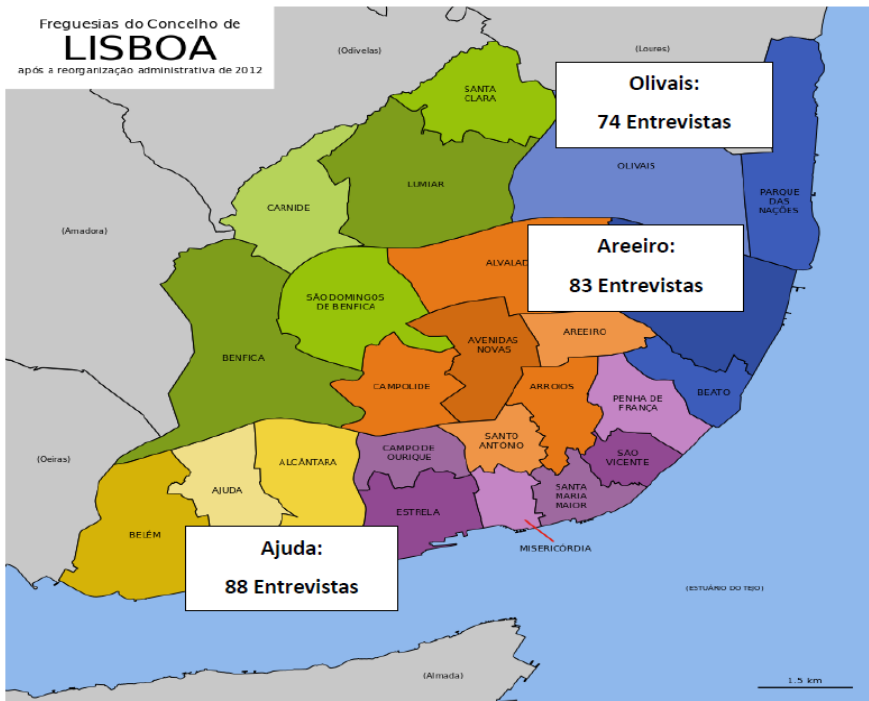 Freguesias do Concelho de
LISBOA
após a reorganização administrativa de 2012
(Odivelas)
(Loures)
SANTA
CLARA
Olivais:
74 Entrevistas
OLIVAIS
LUMIAR
PARQUE
DAS
NAÇÕES
CARNIDE
(Amadora)
Areeiro:
83 Entrevistas
ALVALAD
SÃO DOMINGOS
DE BENFICA
AREEIRO
AVENIDAS
NOVAS
BENFICA
CAMPOLIDE
ARROIOS
BEATO
PENHA DE
FRANÇA
SANTO
ANTÓNIO
CAMPO DE
OURIQUE
SÃO
VICENTE
(Oeiras)
ALCÂNTARA
AJUDA
SANTA
MARIA
MAIOR
ESTRELA
BELÉM
MISERICÓRDIA
Ajuda:
88 Entrevistas
(ESTUÁRIO DO TEJO)
(Almada)
1.5 km